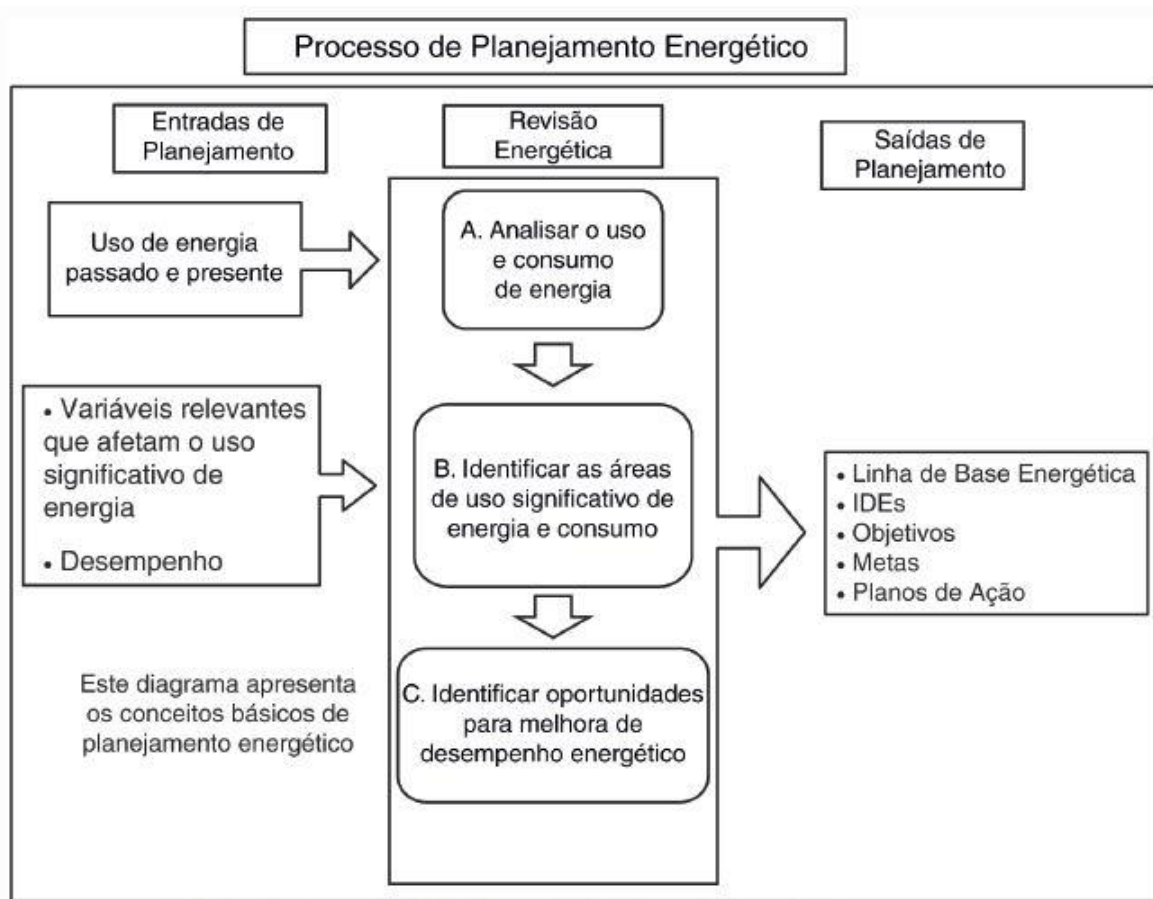 Processo de Planejamento Energético
Entradas de
Planejamento
Revisão
Energética
Saídas de
Planejamento
Uso de energia
passado e presente
A. Analisar o uso
e consumo
de energia
• Variáveis relevantes
que afetam o uso
significativo de
energia
• Desempenho
B. Identificar as áreas
de uso significativo de
energia e consumo
• Linha de Base Energética
• IDEs
• Objetivos
• Metas
• Planos de Ação
Este diagrama apresenta
os conceitos básicos de
planejamento energético
C. Identificar oportunidades
para melhora de
desempenho energético